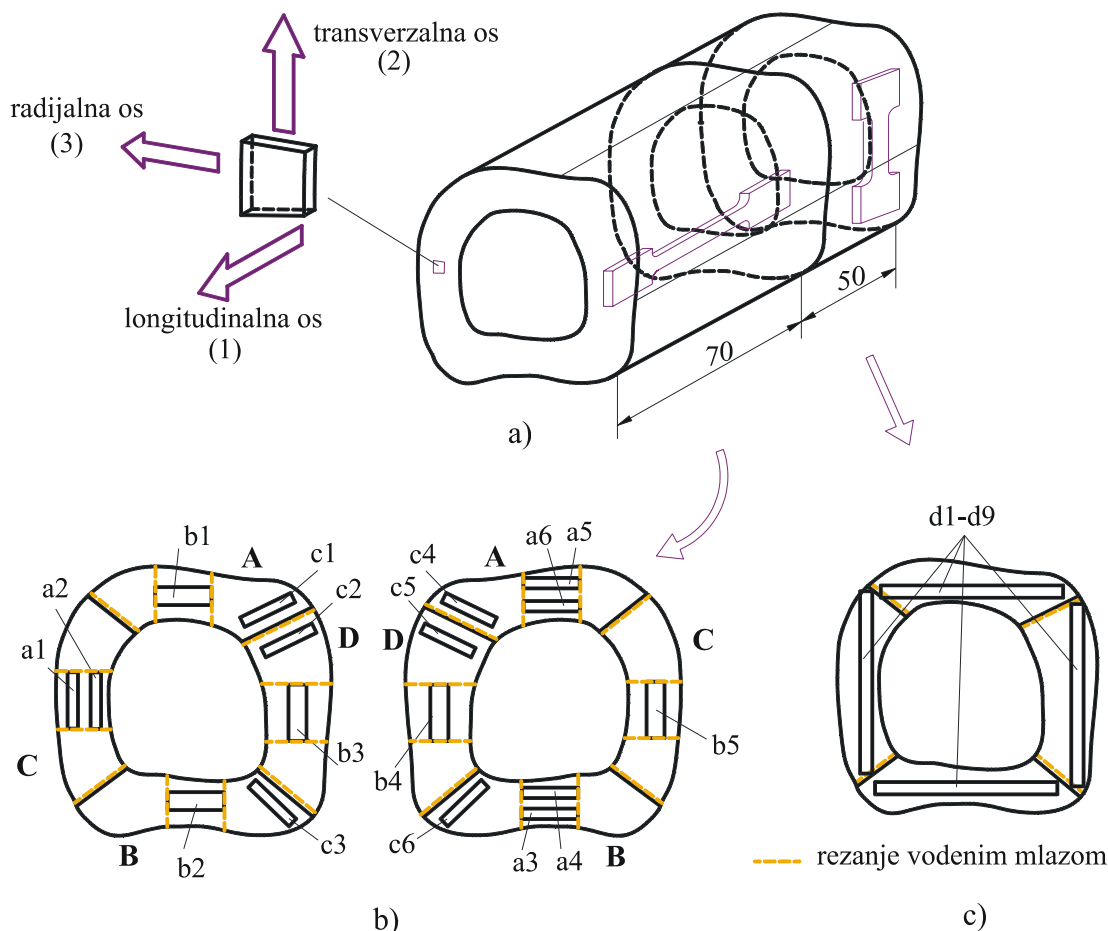 transverzalna os
(2)
radijalna os
(3)
longitudinalna os
(1)
50
70
a)
b1
A
c1
c2
a2
D
a1
b3
C
B
b2
c3
a5
a6
A
c4
c5
D
C
b4
b5
c6
a3
a4
B
b)
d1-d9
rezanje vodenim mlazom
c)